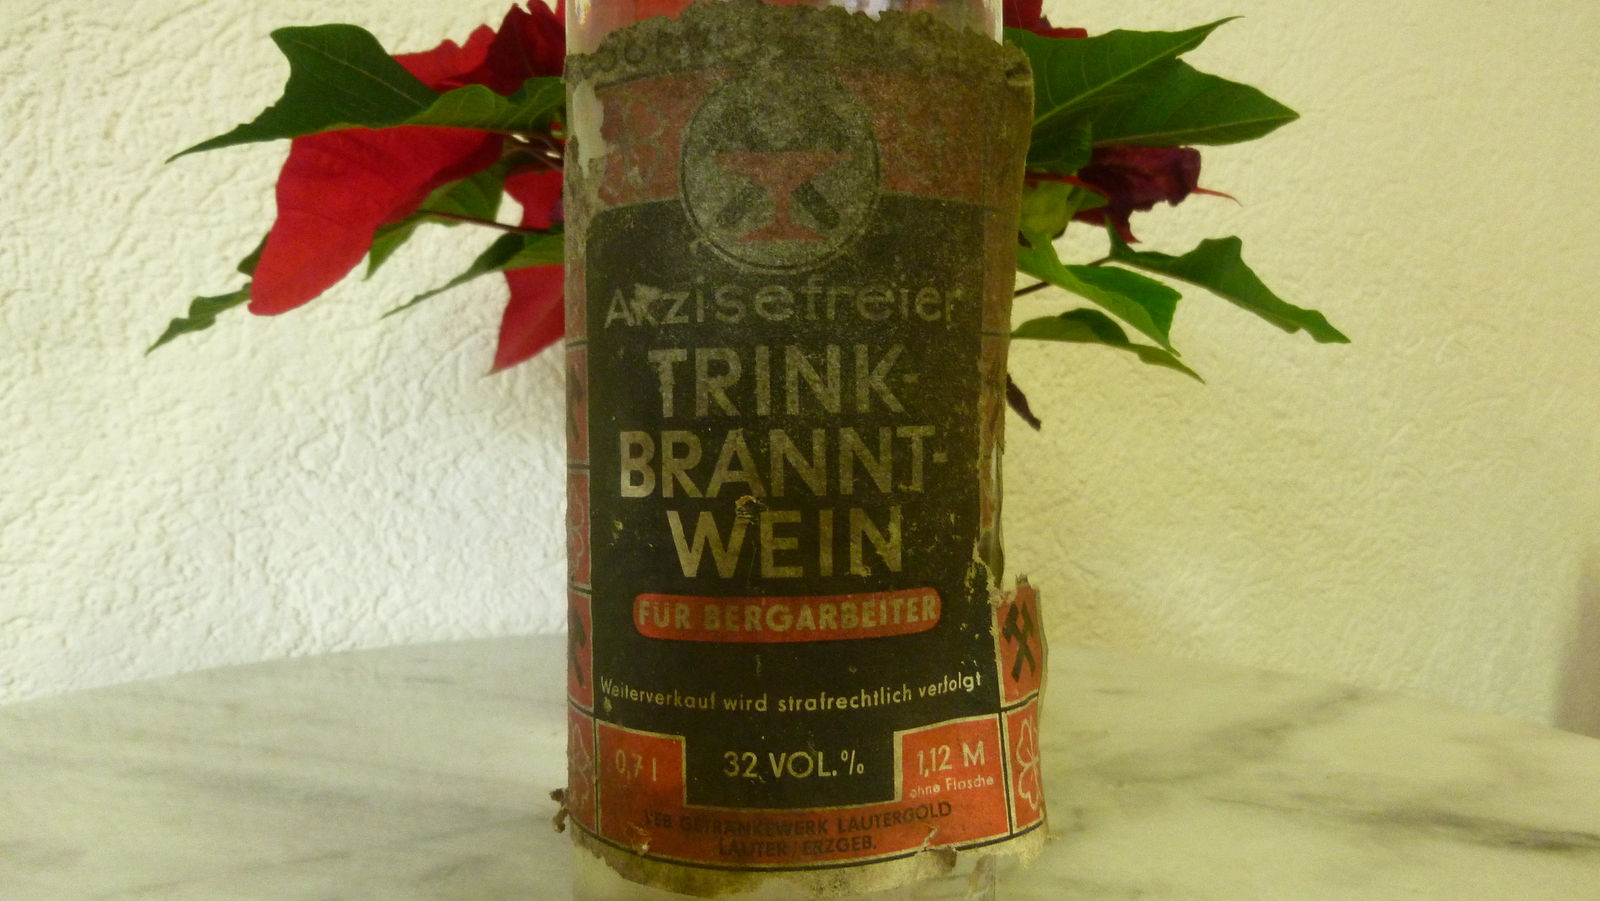 Akzisefreier
TRINK-
BRANNT-
WEIN
FÜR BERGARBEITER
Weiterverkauf wird strafrechtlich verfolgt
0,7 l
32 VOL.%
1,12 M
ohne Flasche
VEB GETRÄNKEWERK LAUTERGOLD
LAUTER/ERZGEB.